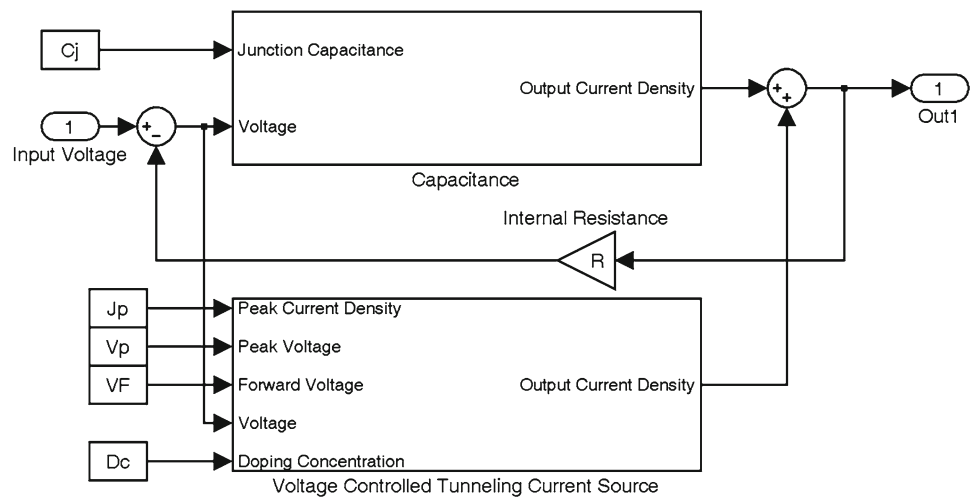 Cj
Junction Capacitance
Output Current Density
1
Input Voltage
+
−
Voltage
+
+
1
Out1
Capacitance
Internal Resistance
R
Jp
Peak Current Density
Vp
Peak Voltage
VF
Forward Voltage
Output Current Density
Voltage
Dc
Doping Concentration
Voltage Controlled Tunneling Current Source